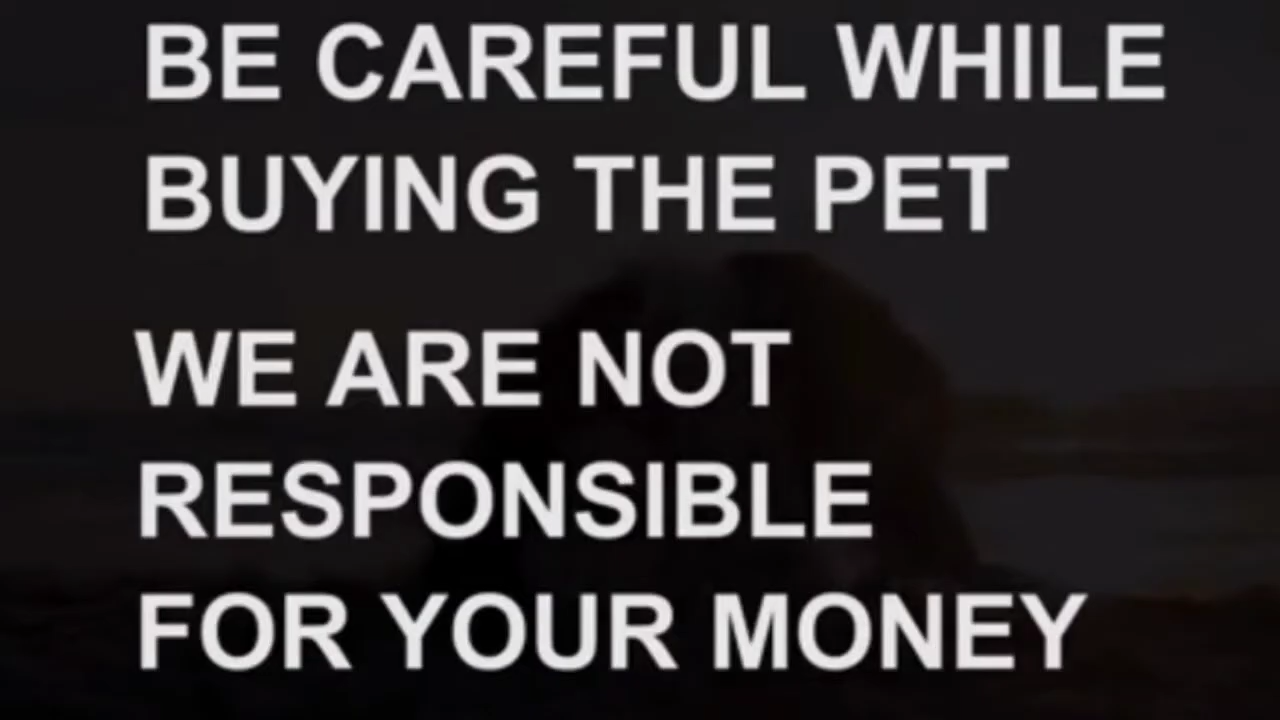 BE CAREFUL WHILE
BUYING THE PET
WE ARE NOT
RESPONSIBLE
FOR YOUR MONEY